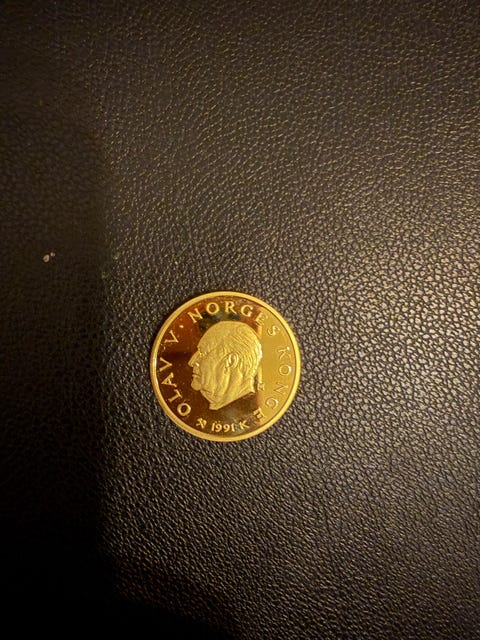 OLAV V · NORGES KONGE
1991 K